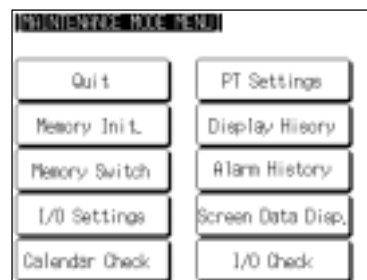 [MAINTENANCE MODE MENU]
Quit
PT Settings
Memory Init.
Display Hisory
Memory Switch
Alarm History
I/O Settings
Screen Data Disp.
Calendar Check
I/O Check